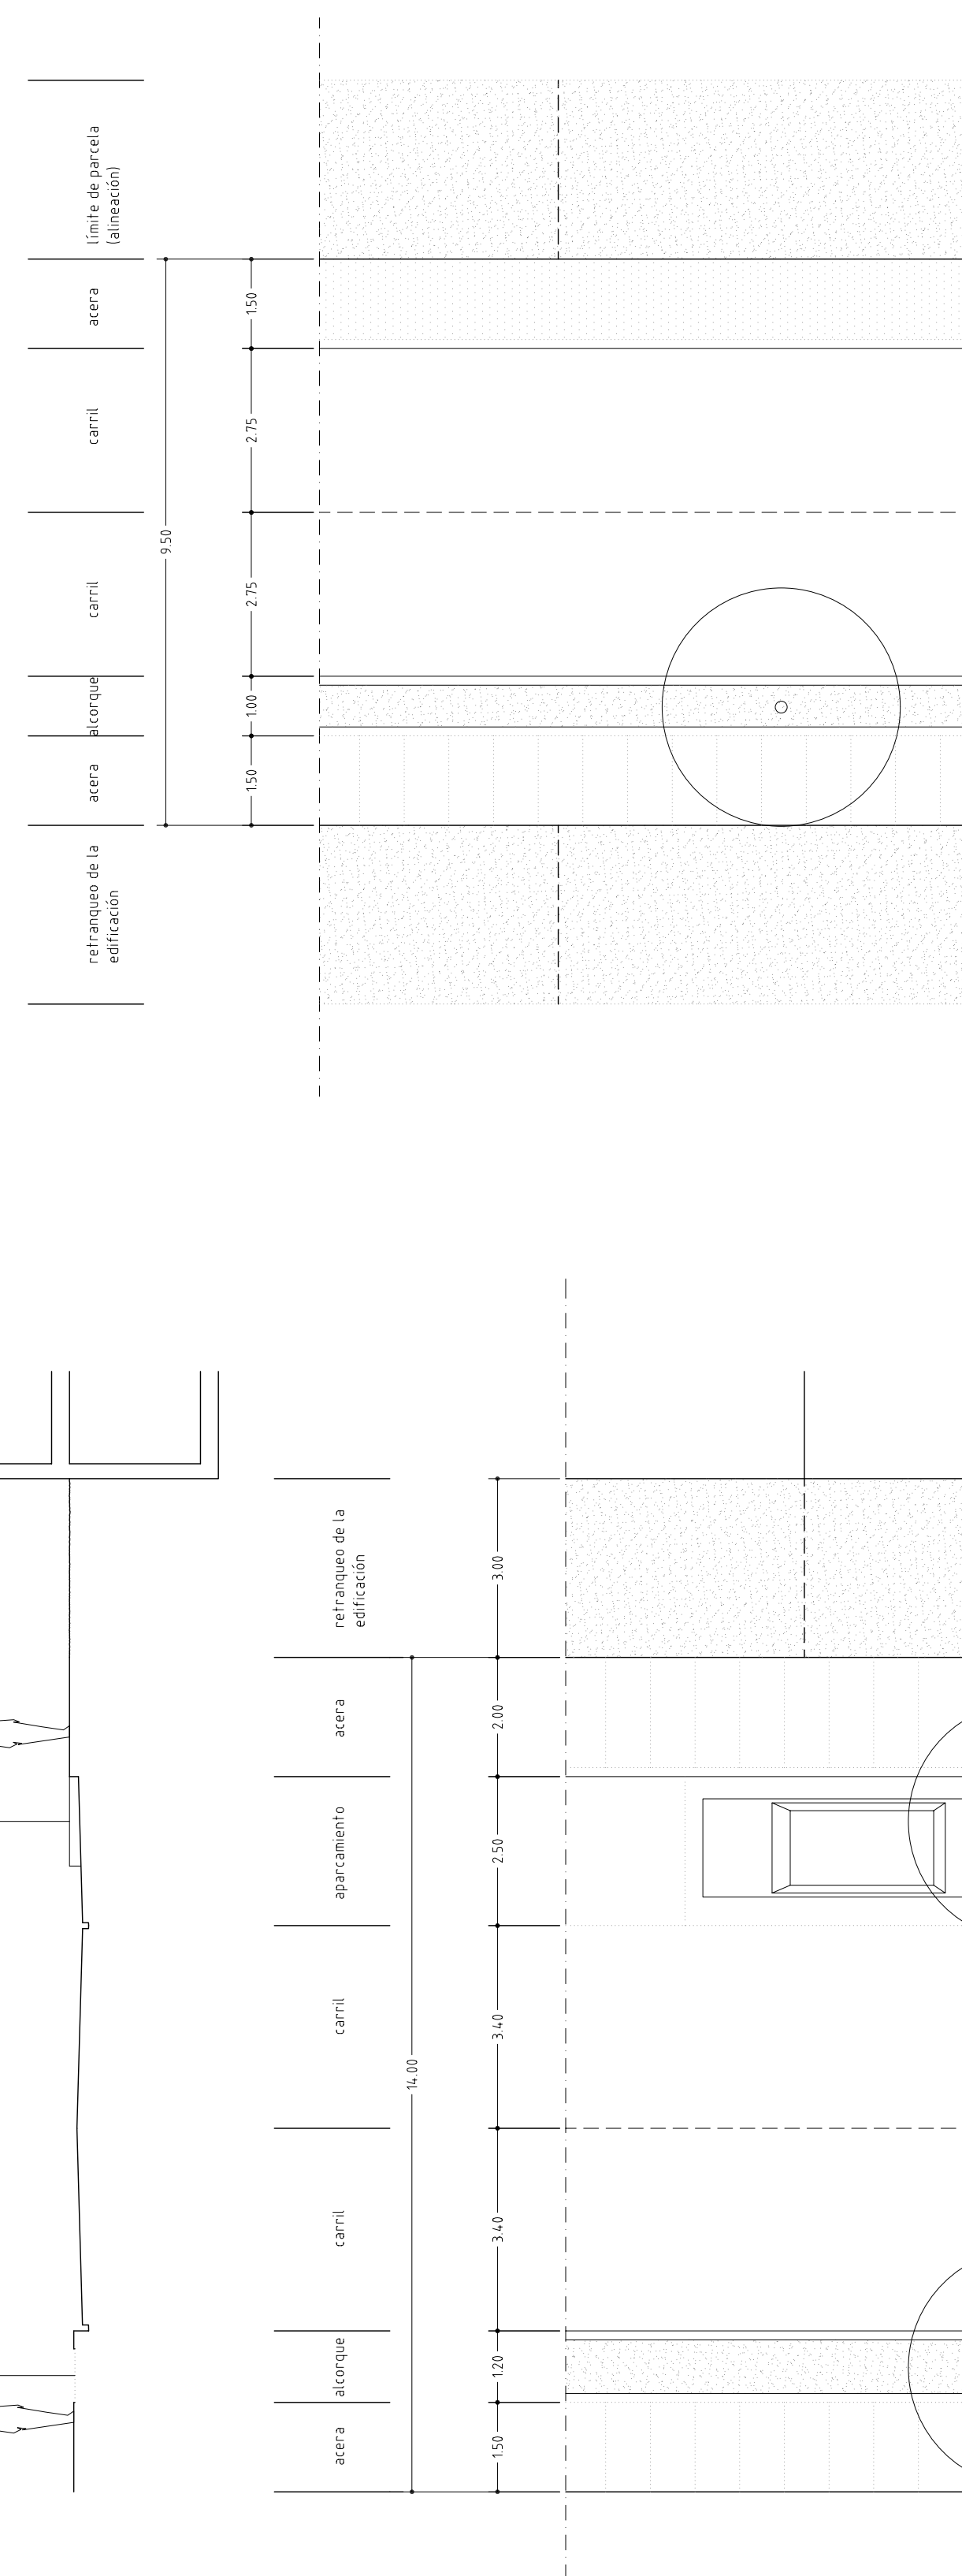 límite de parcela
(alineación)
acera
carril
carril
alcorque
acera
retranqueo de la
edificación
9.50
1.50
2.75
2.75
1.00
1.50
retranqueo de la
edificación
acera
aparcamiento
carril
carril
alcorque
acera
14.00
3.00
2.00
2.50
3.40
3.40
1.20
1.50